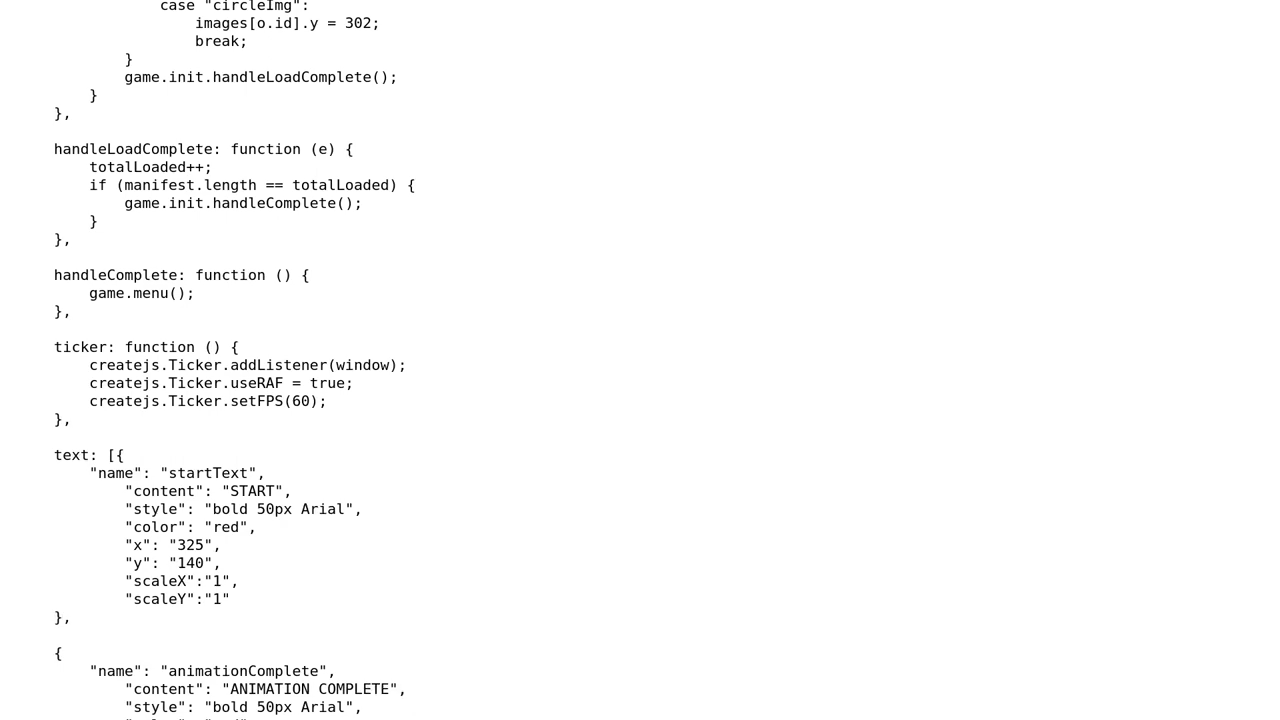 case "circleImg":
images[o.id].y = 302;
break;
}
game.init.handleLoadComplete();
}
},
handleLoadComplete: function (e) {
totalLoaded++;
if (manifest.length == totalLoaded) {
game.init.handleComplete();
}
},
handleComplete: function () {
game.menu();
},
ticker: function () {
createjs.Ticker.addListener(window);
createjs.Ticker.useRAF = true;
createjs.Ticker.setFPS(60);
},
text: [{
"name": "startText",
"content": "START",
"style": "bold 50px Arial",
"color": "red",
"x": "325",
"y": "140",
"scaleX":"1",
"scaleY":"1"
},
{
"name": "animationComplete",
"content": "ANIMATION COMPLETE",
"style": "bold 50px Arial",